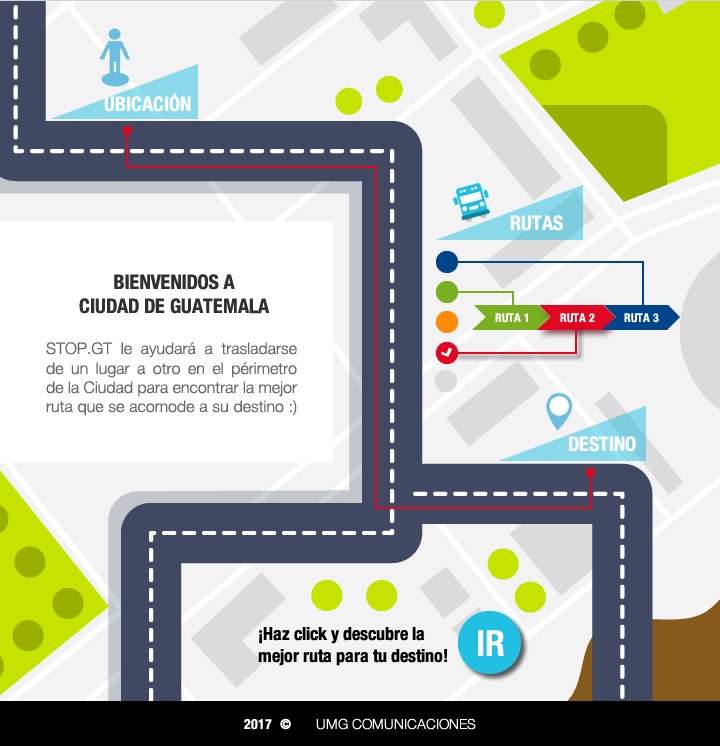 UBICACIÓN
RUTAS
BIENVENIDOS A
CIUDAD DE GUATEMALA
STOP.GT le ayudará a trasladarse
de un lugar a otro en el périmetro
de la Ciudad para encontrar la mejor
ruta que se acomode a su destino :)
RUTA 1 RUTA 2 RUTA 3
DESTINO
¡Haz click y descubre la
mejor ruta para tu destino!
IR
2017 © UMG COMUNICACIONES